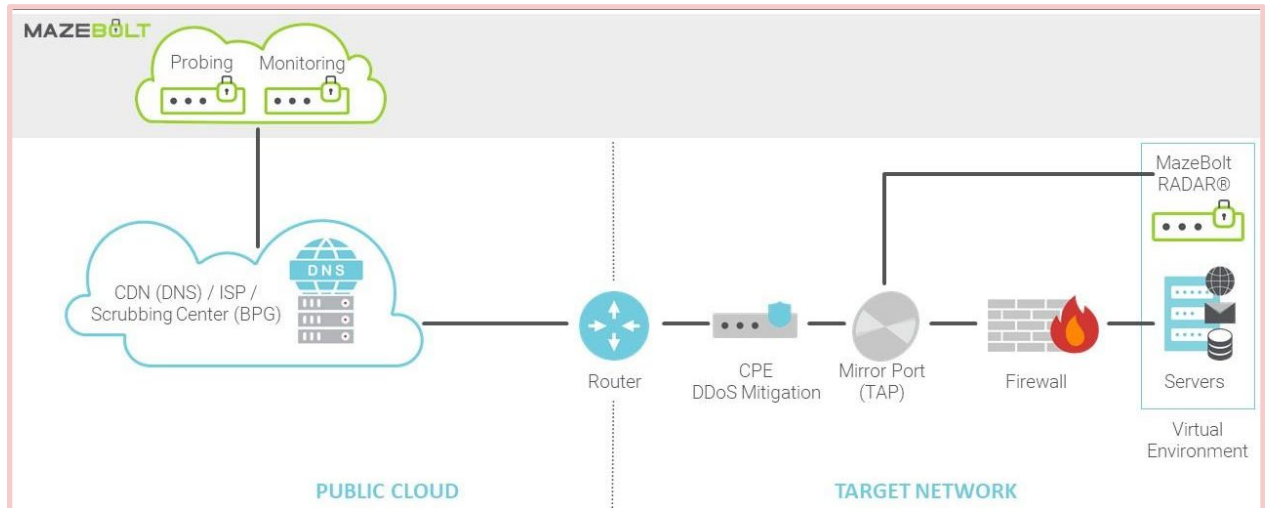 MAZEBOLT
Probing
Monitoring
MazeBolt
RADAR®
DNS
CDN (DNS) / ISP /
Scrubbing Center (BPG)
Router
CPE
DDoS Mitigation
Mirror Port
(TAP)
Firewall
Servers
Virtual
Environment
PUBLIC CLOUD
TARGET NETWORK